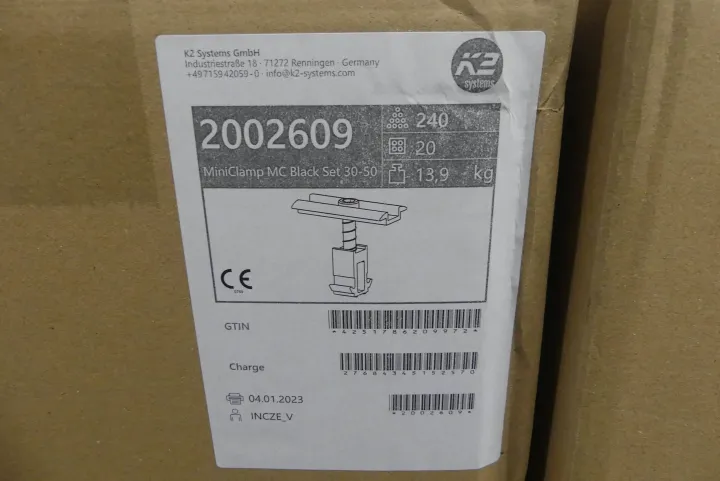 K2 Systems GmbH
Industriestraße 18 · 71272 Renningen · Germany
+49 7159 42059 - 0 · info@k2-systems.com
K2
systems
2002609
240
20
MiniClamp MC Black Set 30-50
13,9 kg
CE
GTIN
Charge
04.01.2023
*2002609*
INCZE_V